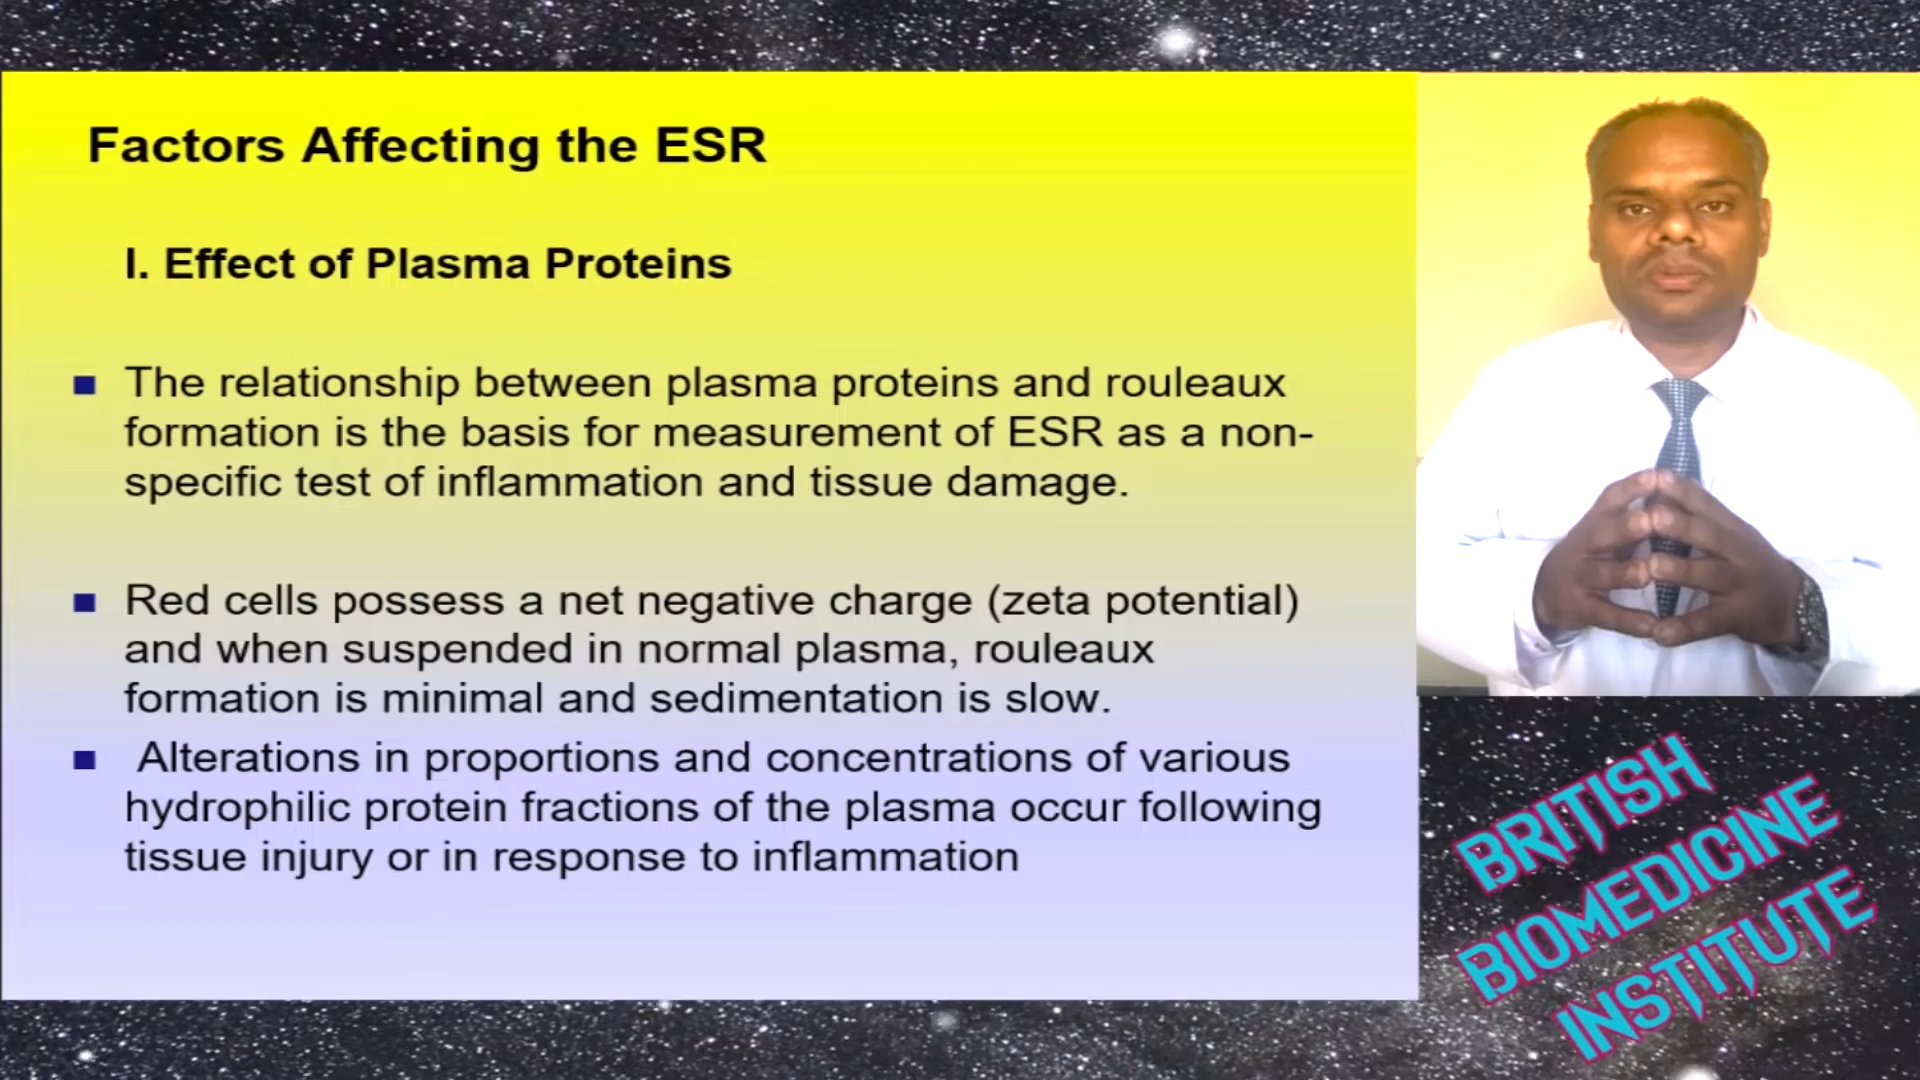 Factors Affecting the ESR
I. Effect of Plasma Proteins
■ The relationship between plasma proteins and rouleaux
formation is the basis for measurement of ESR as a non-
specific test of inflammation and tissue damage.
■ Red cells possess a net negative charge (zeta potential)
and when suspended in normal plasma, rouleaux
formation is minimal and sedimentation is slow.
■ Alterations in proportions and concentrations of various
hydrophilic protein fractions of the plasma occur following
tissue injury or in response to inflammation
BRITISH
BIOMEDICINE
INSTITUTE